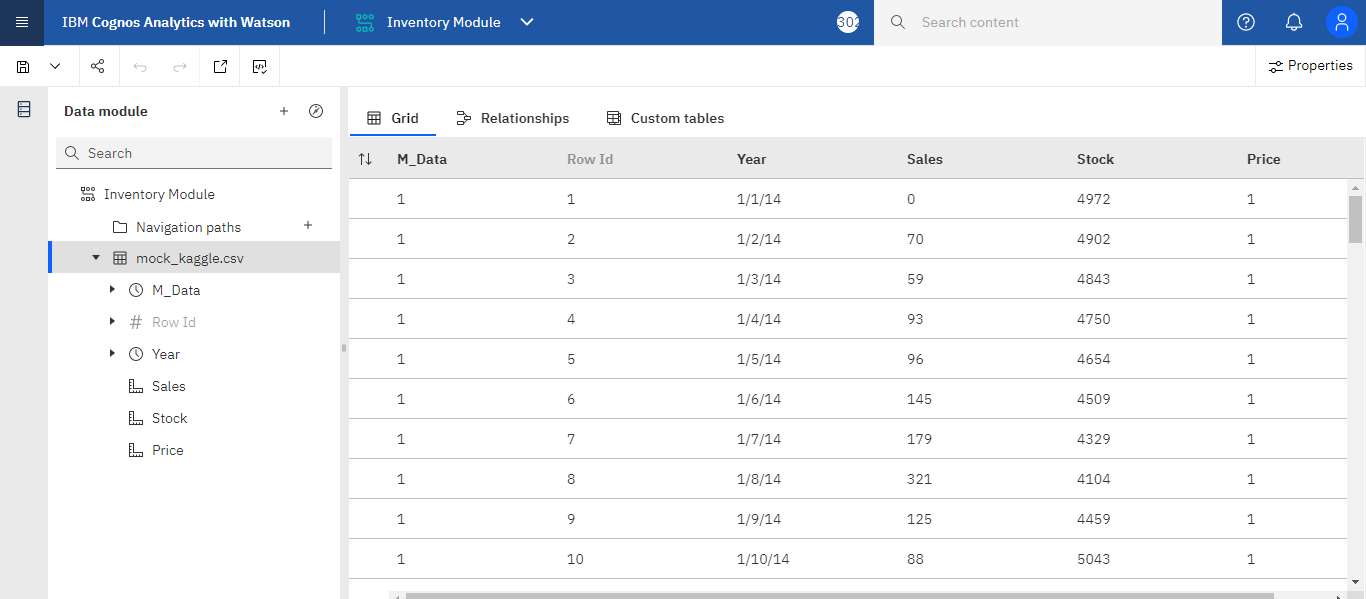 IBM Cognos Analytics with Watson
Inventory Module
302
Search content
Properties
Data module
Search
Inventory Module
Navigation paths
mock_kaggle.csv
M_Data
# Row Id
Year
Sales
Stock
Price
Grid Relationships Custom tables
M_Data Row Id Year Sales Stock Price
1 1 1/1/14 0 4972 1
1 2 1/2/14 70 4902 1
1 3 1/3/14 59 4843 1
1 4 1/4/14 93 4750 1
1 5 1/5/14 96 4654 1
1 6 1/6/14 145 4509 1
1 7 1/7/14 179 4329 1
1 8 1/8/14 321 4104 1
1 9 1/9/14 125 4459 1
1 10 1/10/14 88 5043 1